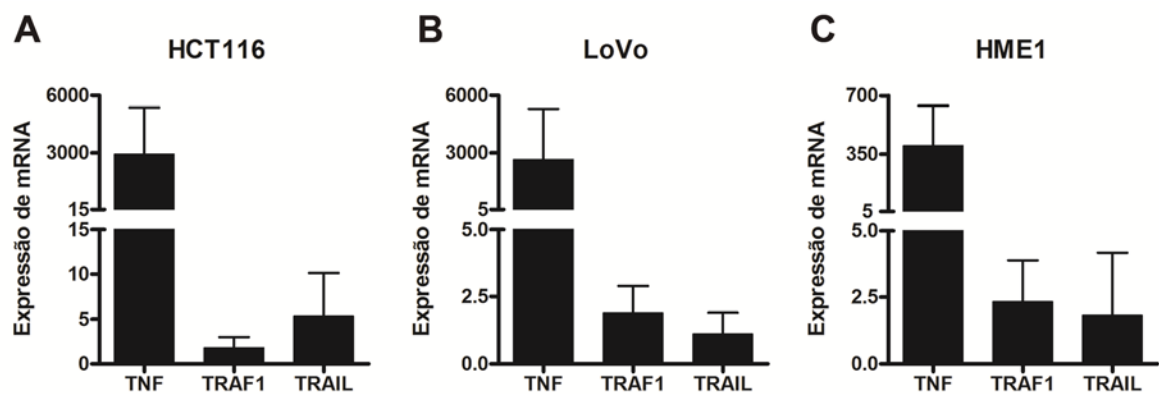 A
HCT116
Expressão de mRNA
6000
3000
15
15
10
5
0
TNF
TRAF1
TRAIL
B
LoVo
Expressão de mRNA
6000
3000
5
5.0
2.5
0.0
TNF
TRAF1
TRAIL
C
HME1
Expressão de mRNA
700
350
5
5.0
2.5
0.0
TNF
TRAF1
TRAIL